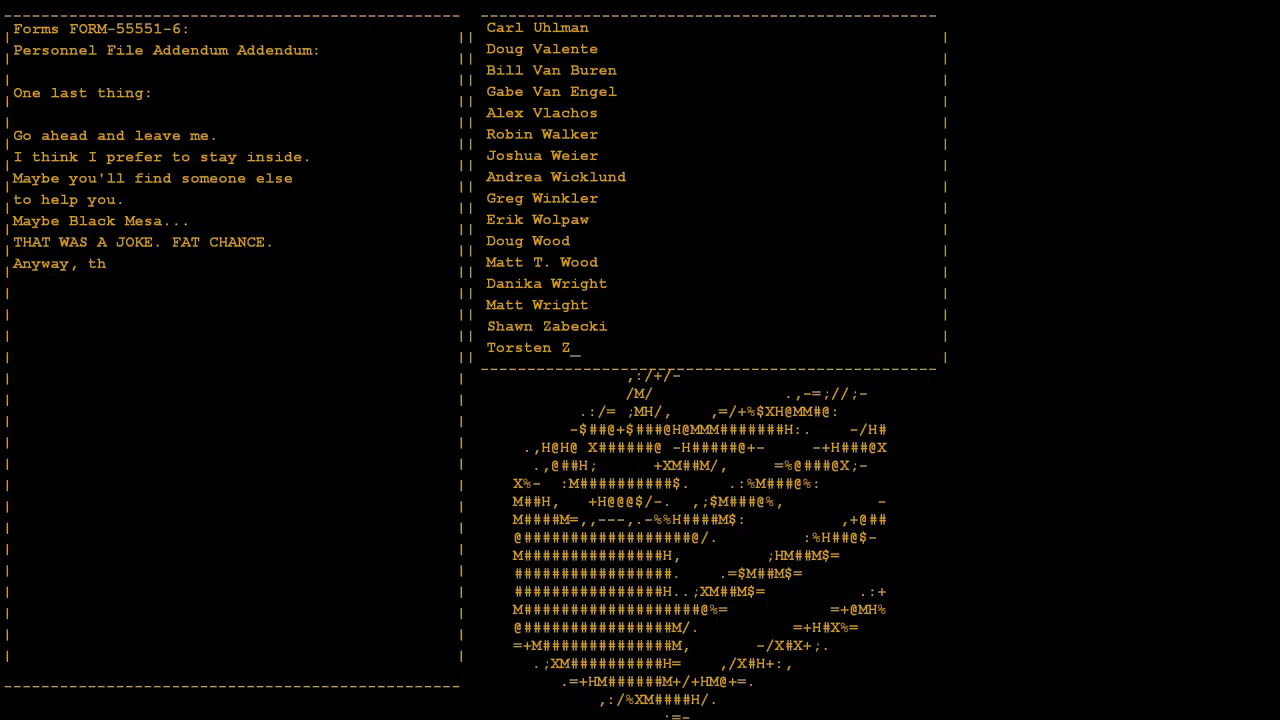 Forms FORM-55551-6:
Personnel File Addendum Addendum:
One last thing:
Go ahead and leave me.
I think I prefer to stay inside.
Maybe you'll find someone else
to help you.
Maybe Black Mesa...
THAT WAS A JOKE. FAT CHANCE.
Anyway, th
Carl Uhlman
Doug Valente
Bill Van Buren
Gabe Van Engel
Alex Vlachos
Robin Walker
Joshua Weier
Andrea Wicklund
Greg Winkler
Erik Wolpaw
Doug Wood
Matt T. Wood
Danika Wright
Matt Wright
Shawn Zabecki
Torsten Z_